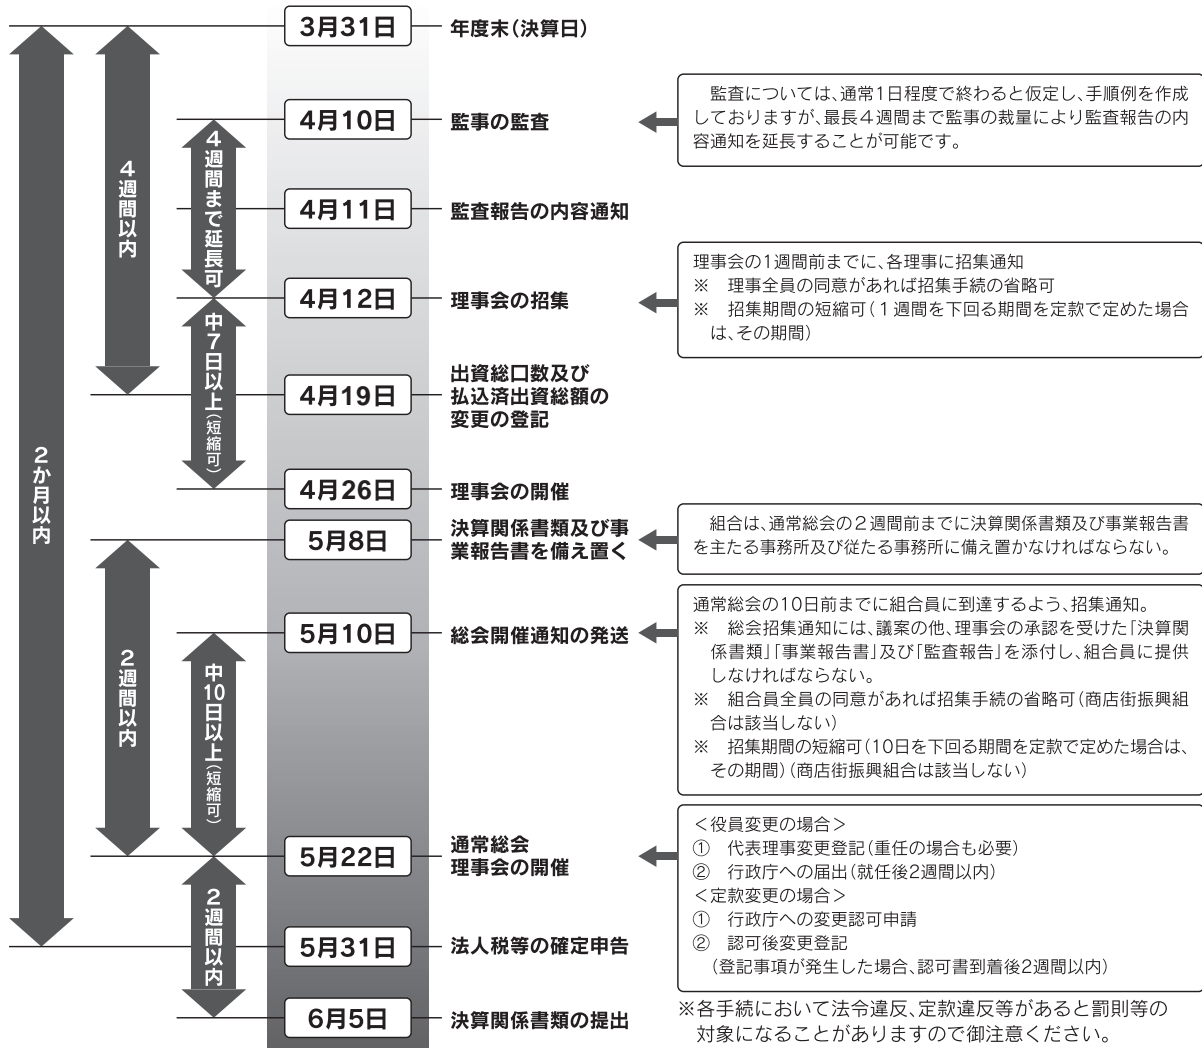 3月31日
年度末(決算日)
4月10日
監事の監査
監査については、通常1日程度で終わると仮定し、手順例を作成
しておりますが、最長4週間まで監事の裁量により監査報告の内
容通知を延長することが可能です。
4月11日
監査報告の内容通知
4月12日
理事会の招集
理事会の1週間前までに、各理事に招集通知
※ 理事全員の同意があれば招集手続の省略可
※ 招集期間の短縮可(1週間を下回る期間を定款で定めた場合
は、その期間)
4月19日
出資総口数及び
払込済出資総額の
変更の登記
4月26日
理事会の開催
5月8日
決算関係書類及び事
業報告書を備え置く
組合は、通常総会の2週間前までに決算関係書類及び事業報告書
を主たる事務所及び従たる事務所に備え置かなければならない。
5月10日
総会開催通知の発送
通常総会の10日前までに組合員に到達するよう、招集通知。
※ 総会招集通知には、議案の他、理事会の承認を受けた「決算関
係書類」「事業報告書」及び「監査報告」を添付し、組合員に提供
しなければならない。
※ 組合員全員の同意があれば招集手続の省略可(商店街振興組
合は該当しない)
※ 招集期間の短縮可(10日を下回る期間を定款で定めた場合は、
その期間)(商店街振興組合は該当しない)
5月22日
通常総会
理事会の開催
<役員変更の場合>
① 代表理事変更登記(重任の場合も必要)
② 行政庁への届出(就任後2週間以内)
<定款変更の場合>
① 行政庁への変更認可申請
② 認可後変更登記
(登記事項が発生した場合、認可書到着後2週間以内)
5月31日
法人税等の確定申告
6月5日
決算関係書類の提出
※各手続において法令違反、定款違反等があると罰則等の
対象になることがありますので御注意ください。
2か月以内
4週間以内
4週間まで延長可
中7日以上(短縮可)
2週間以内
中10日以上(短縮可)
2週間以内